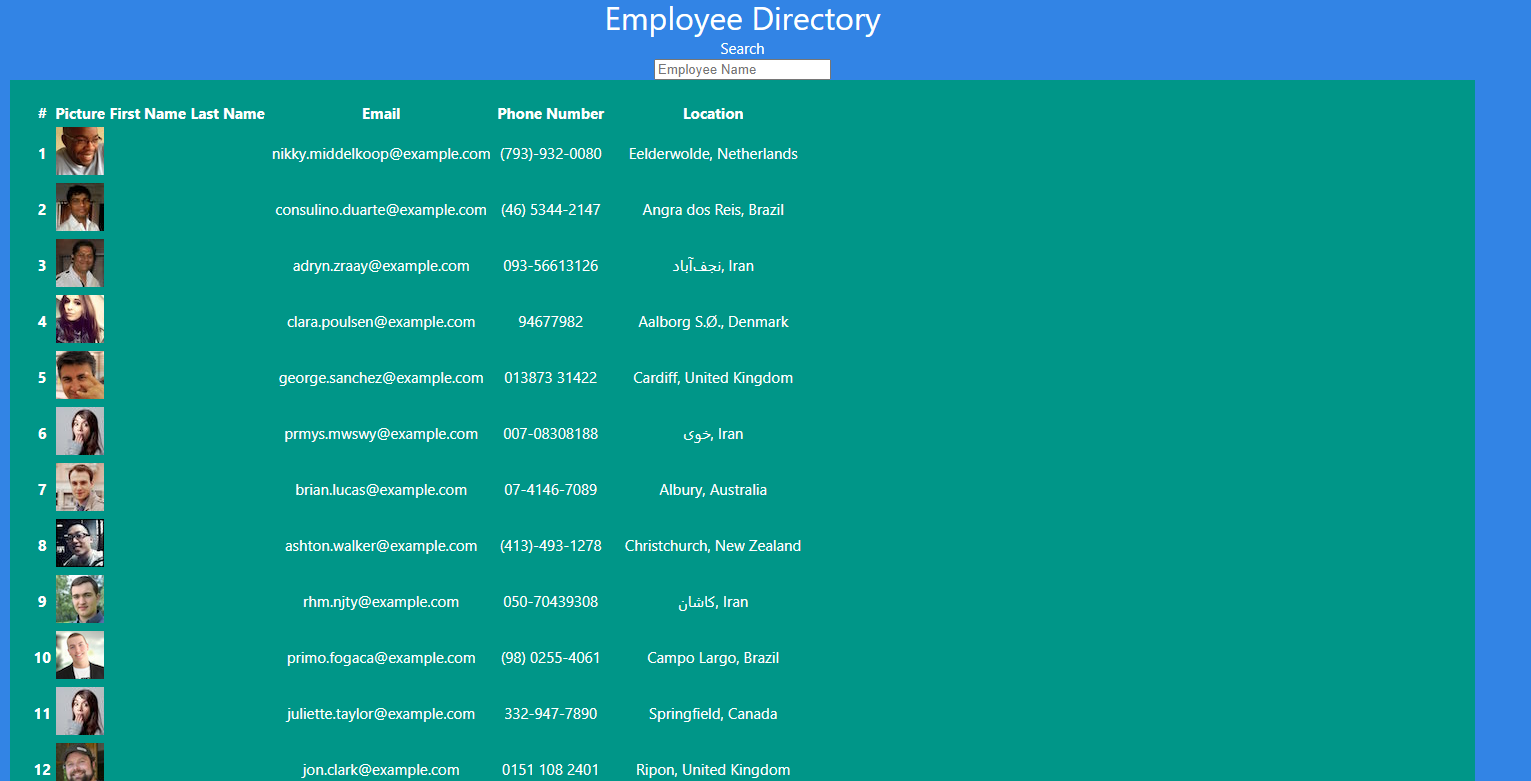 Employee Directory
Search
Employee Name
# Picture First Name Last Name Email Phone Number Location
1 nikky.middelkoop@example.com (793)-932-0080 Eelderwolde, Netherlands
2 consulino.duarte@example.com (46) 5344-2147 Angra dos Reis, Brazil
3 adryn.zraay@example.com 093-56613126 نجف‌آباد, Iran
4 clara.poulsen@example.com 94677982 Aalborg S.Ø., Denmark
5 george.sanchez@example.com 013873 31422 Cardiff, United Kingdom
6 prmys.mwswy@example.com 007-08308188 خوی, Iran
7 brian.lucas@example.com 07-4146-7089 Albury, Australia
8 ashton.walker@example.com (413)-493-1278 Christchurch, New Zealand
9 rhm.njty@example.com 050-70439308 کاشان, Iran
10 primo.fogaca@example.com (98) 0255-4061 Campo Largo, Brazil
11 juliette.taylor@example.com 332-947-7890 Springfield, Canada
12 jon.clark@example.com 0151 108 2401 Ripon, United Kingdom